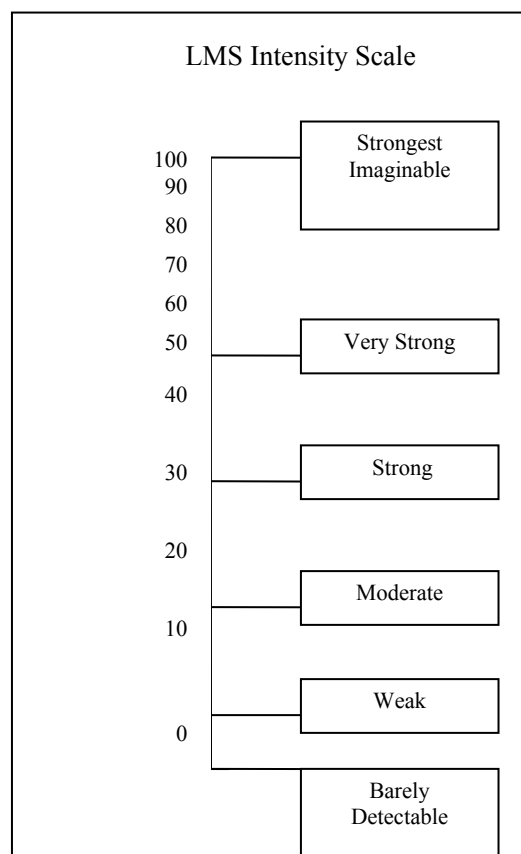 LMS Intensity Scale
Strongest
Imaginable
100
90
80
70
60
50
Very Strong
40
30
Strong
20
Moderate
10
Weak
0
Barely
Detectable